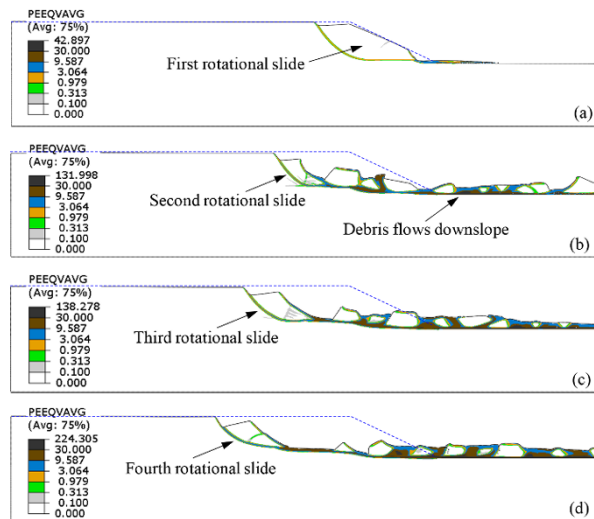 PEEQVAVG
(Avg: 75%)
42.897
30.000
9.587
3.064
0.979
0.313
0.100
0.000
First rotational slide
(a)
PEEQVAVG
(Avg: 75%)
131.998
30.000
9.587
3.064
0.979
0.313
0.100
0.000
Second rotational slide
Debris flows downslope
(b)
PEEQVAVG
(Avg: 75%)
138.278
30.000
9.587
3.064
0.979
0.313
0.100
0.000
Third rotational slide
(c)
PEEQVAVG
(Avg: 75%)
224.305
30.000
9.587
3.064
0.979
0.313
0.100
0.000
Fourth rotational slide
(d)